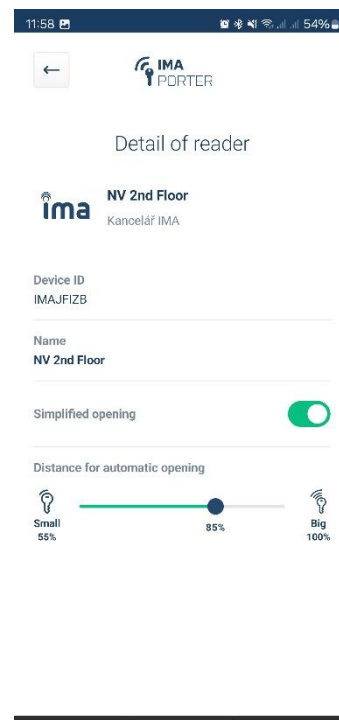 11:58 54%
IMA
PORTER
Detail of reader
ima
NV 2nd Floor
Kancelář IMA
Device ID
IMAJFIZB
Name
NV 2nd Floor
Simplified opening
Distance for automatic opening
Small
55%
85%
Big
100%